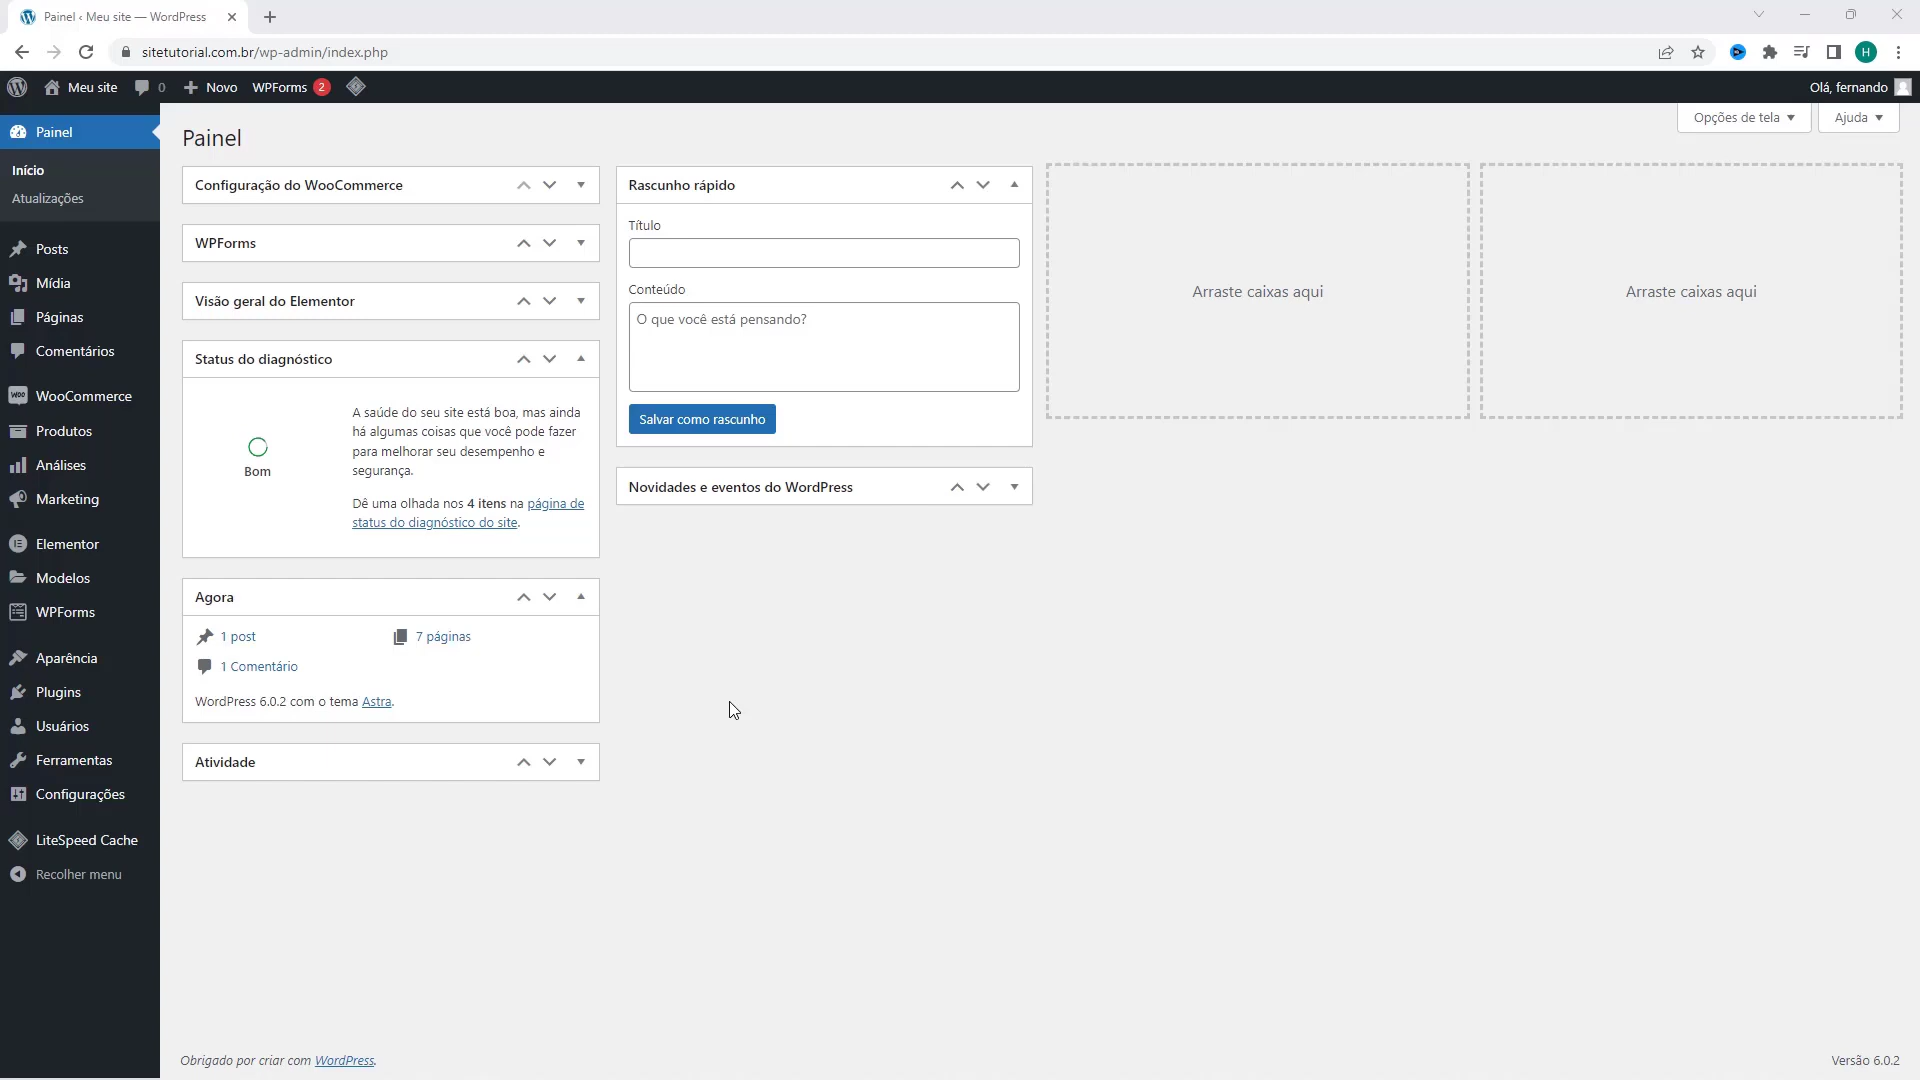 Painel ‹ Meu site — WordPress
sitetutorial.com.br/wp-admin/index.php
H
Meu site
0
Novo
WPForms 2
Olá, fernando
Painel
Início
Atualizações
Posts
Mídia
Páginas
Comentários
WooCommerce
Produtos
Análises
Marketing
Elementor
Modelos
WPForms
Aparência
Plugins
Usuários
Ferramentas
Configurações
LiteSpeed Cache
Recolher menu
Opções de tela
Ajuda
Painel
Configuração do WooCommerce
WPForms
Visão geral do Elementor
Status do diagnóstico
Bom
A saúde do seu site está boa, mas ainda
há algumas coisas que você pode fazer
para melhorar seu desempenho e
segurança.
Dê uma olhada nos 4 itens na página de
status do diagnóstico do site.
Agora
1 post
7 páginas
1 Comentário
WordPress 6.0.2 com o tema Astra.
Atividade
Rascunho rápido
Título
Conteúdo
O que você está pensando?
Salvar como rascunho
Novidades e eventos do WordPress
Arraste caixas aqui
Arraste caixas aqui
Obrigado por criar com WordPress.
Versão 6.0.2